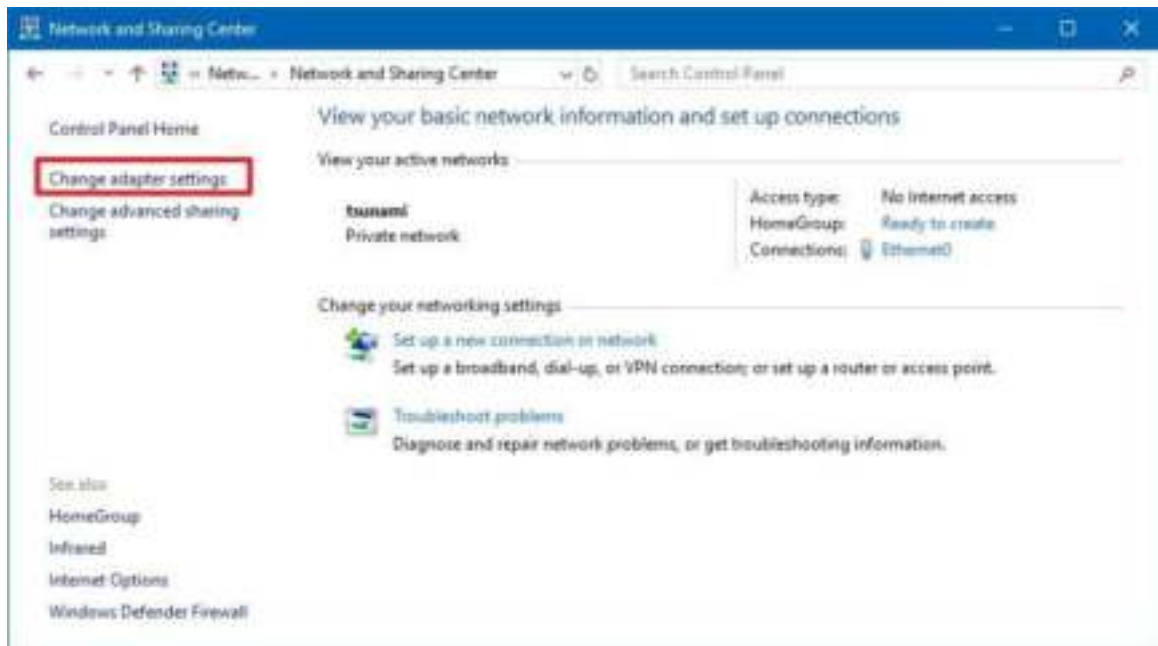 Network and Sharing Center
Netw... Network and Sharing Center
Search Control Panel
Control Panel Home
Change adapter settings
Change advanced sharing
settings
See also
HomeGroup
Infrared
Internet Options
Windows Defender Firewall
View your basic network information and set up connections
View your active networks
tsunami
Private network
Access type: No Internet access
HomeGroup: Ready to create
Connections: Ethernet0
Change your networking settings
Set up a new connection or network
Set up a broadband, dial-up, or VPN connection; or set up a router or access point.
Troubleshoot problems
Diagnose and repair network problems, or get troubleshooting information.